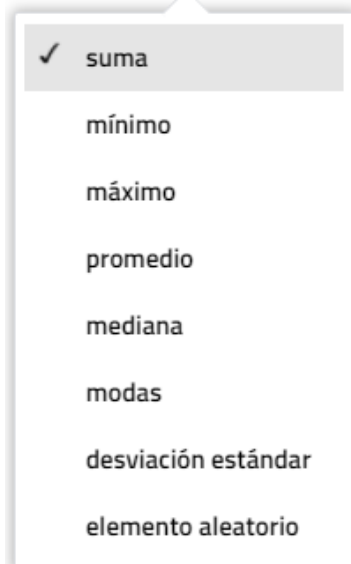 ✓ suma
mínimo
máximo
promedio
mediana
modas
desviación estándar
elemento aleatorio